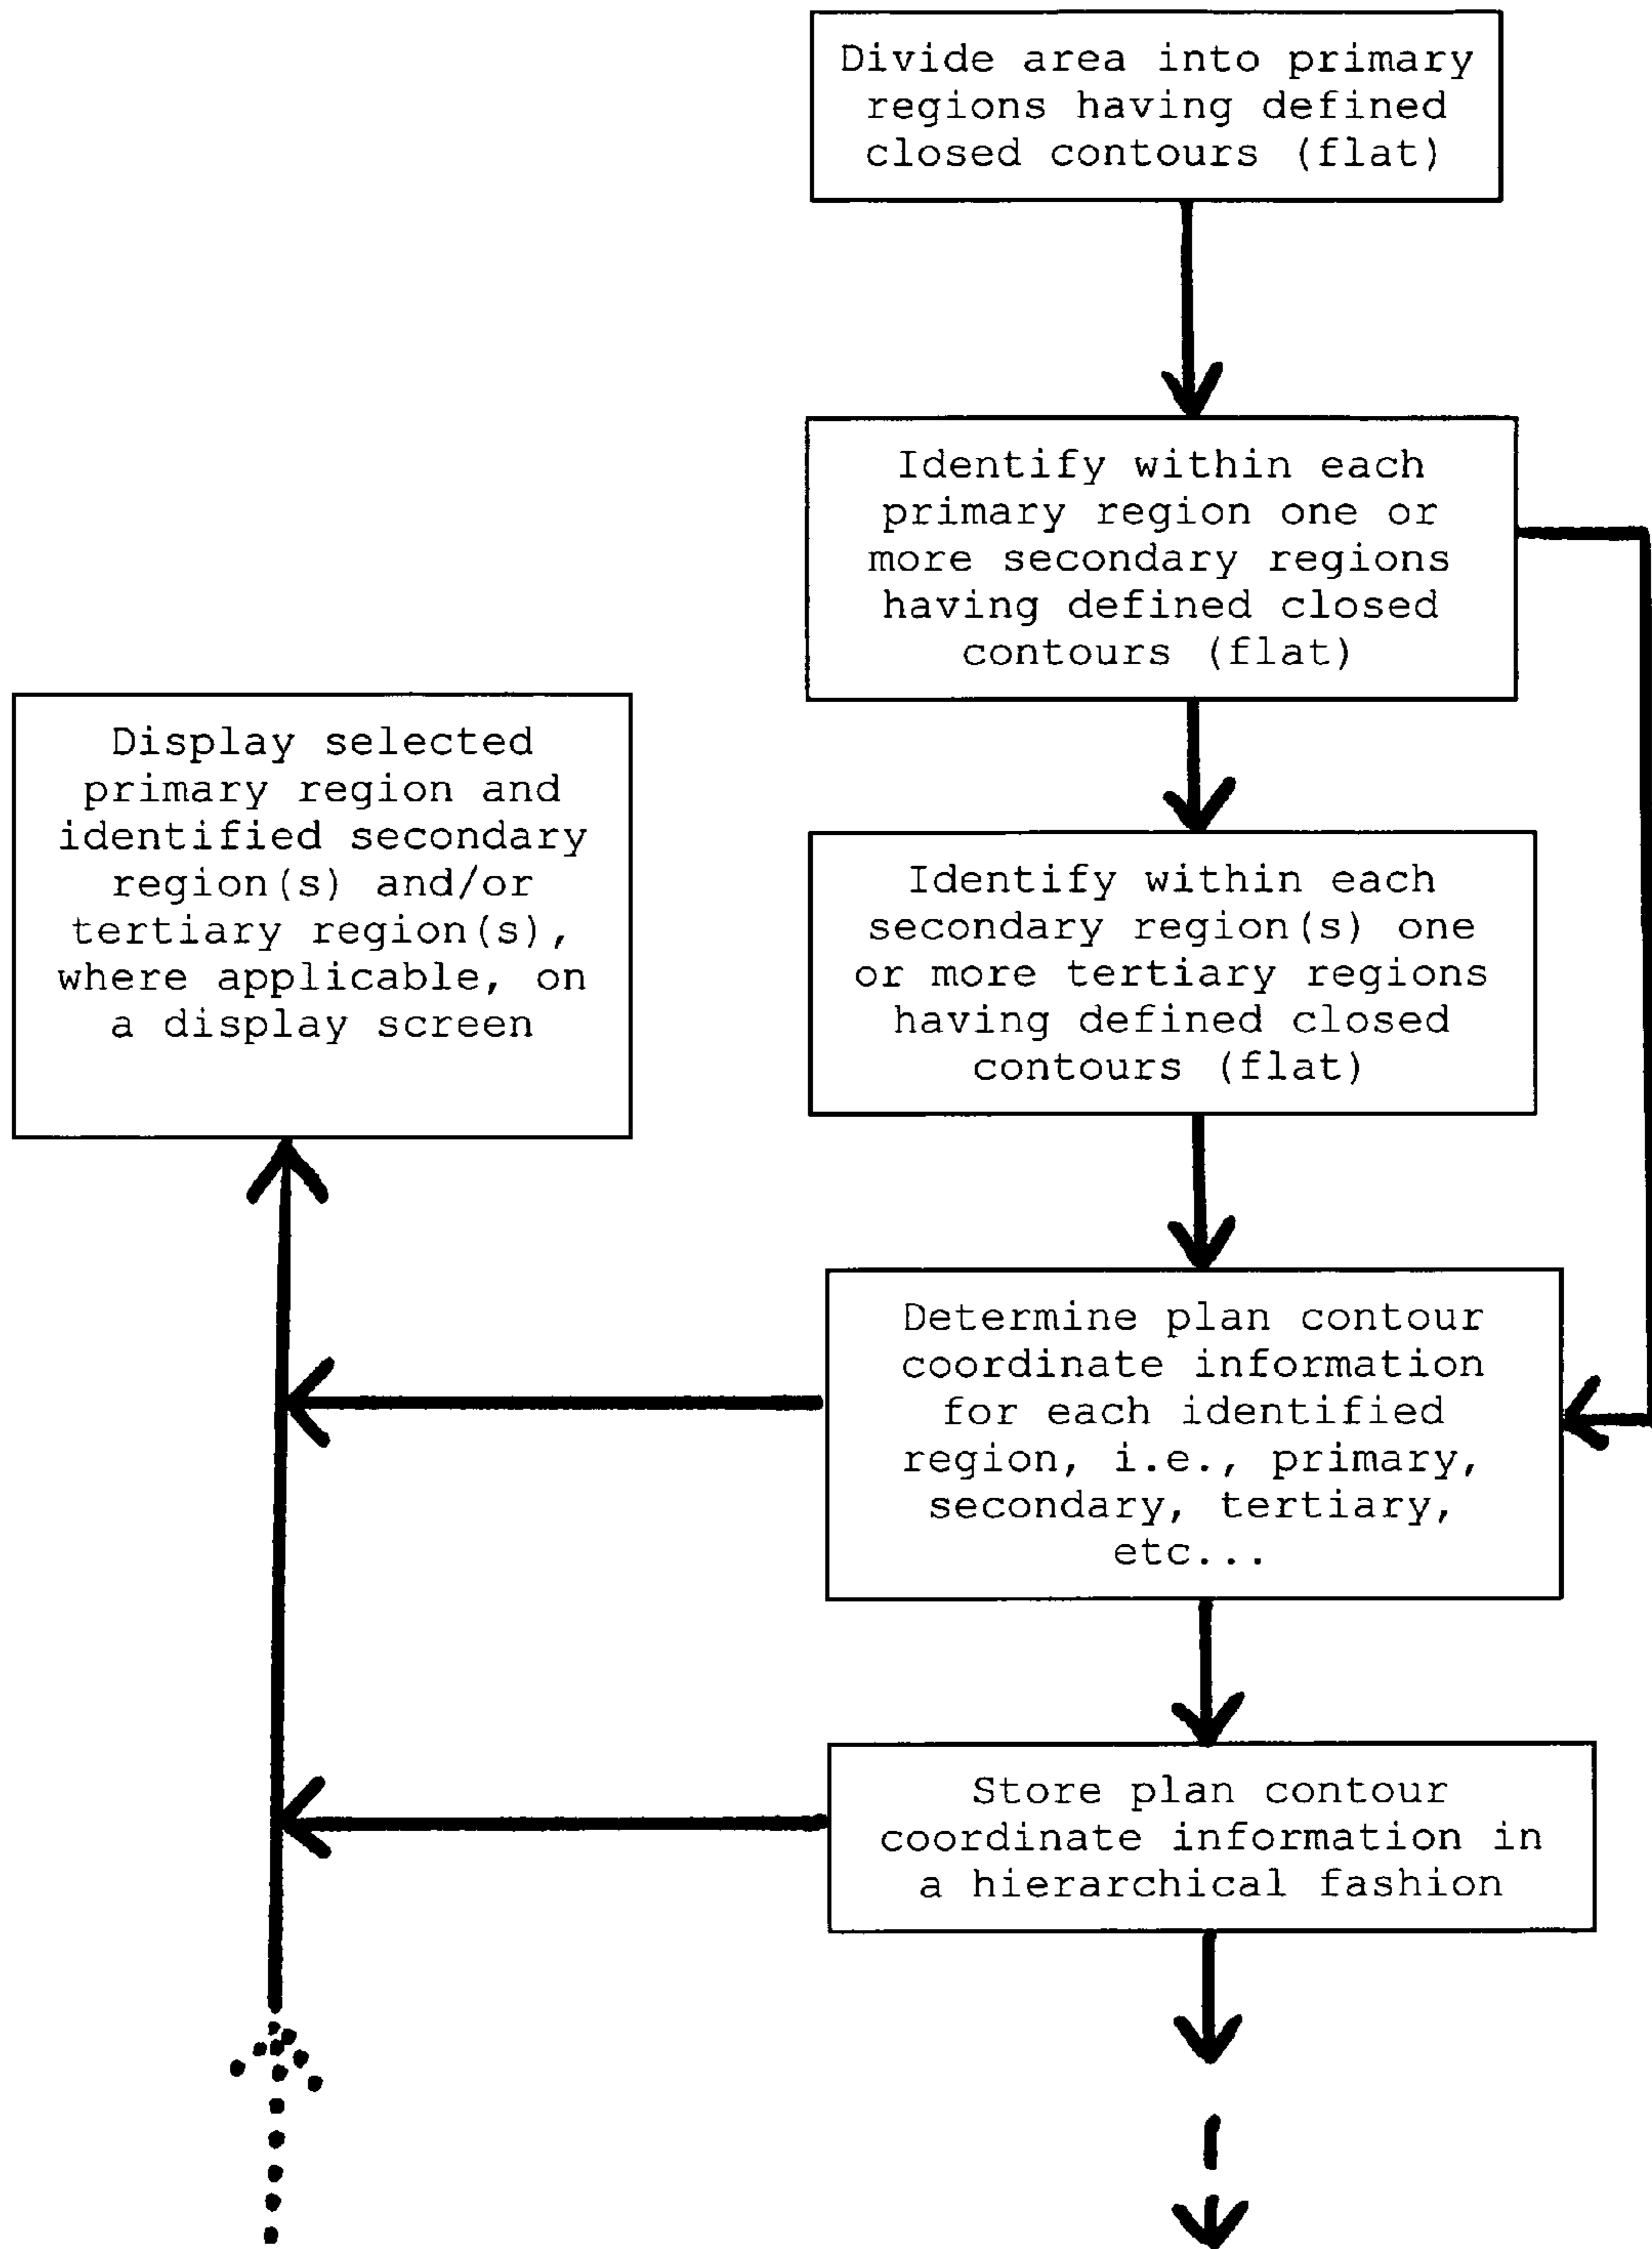 Divide area into primary
regions having defined
closed contours (flat)
Identify within each
primary region one or
more secondary regions
having defined closed
contours (flat)
Display selected
primary region and
identified secondary
region(s) and/or
tertiary region(s),
where applicable, on
a display screen
Identify within each
secondary region(s) one
or more tertiary regions
having defined closed
contours (flat)
Determine plan contour
coordinate information
for each identified
region, i.e., primary,
secondary, tertiary,
etc...
Store plan contour
coordinate information in
a hierarchical fashion